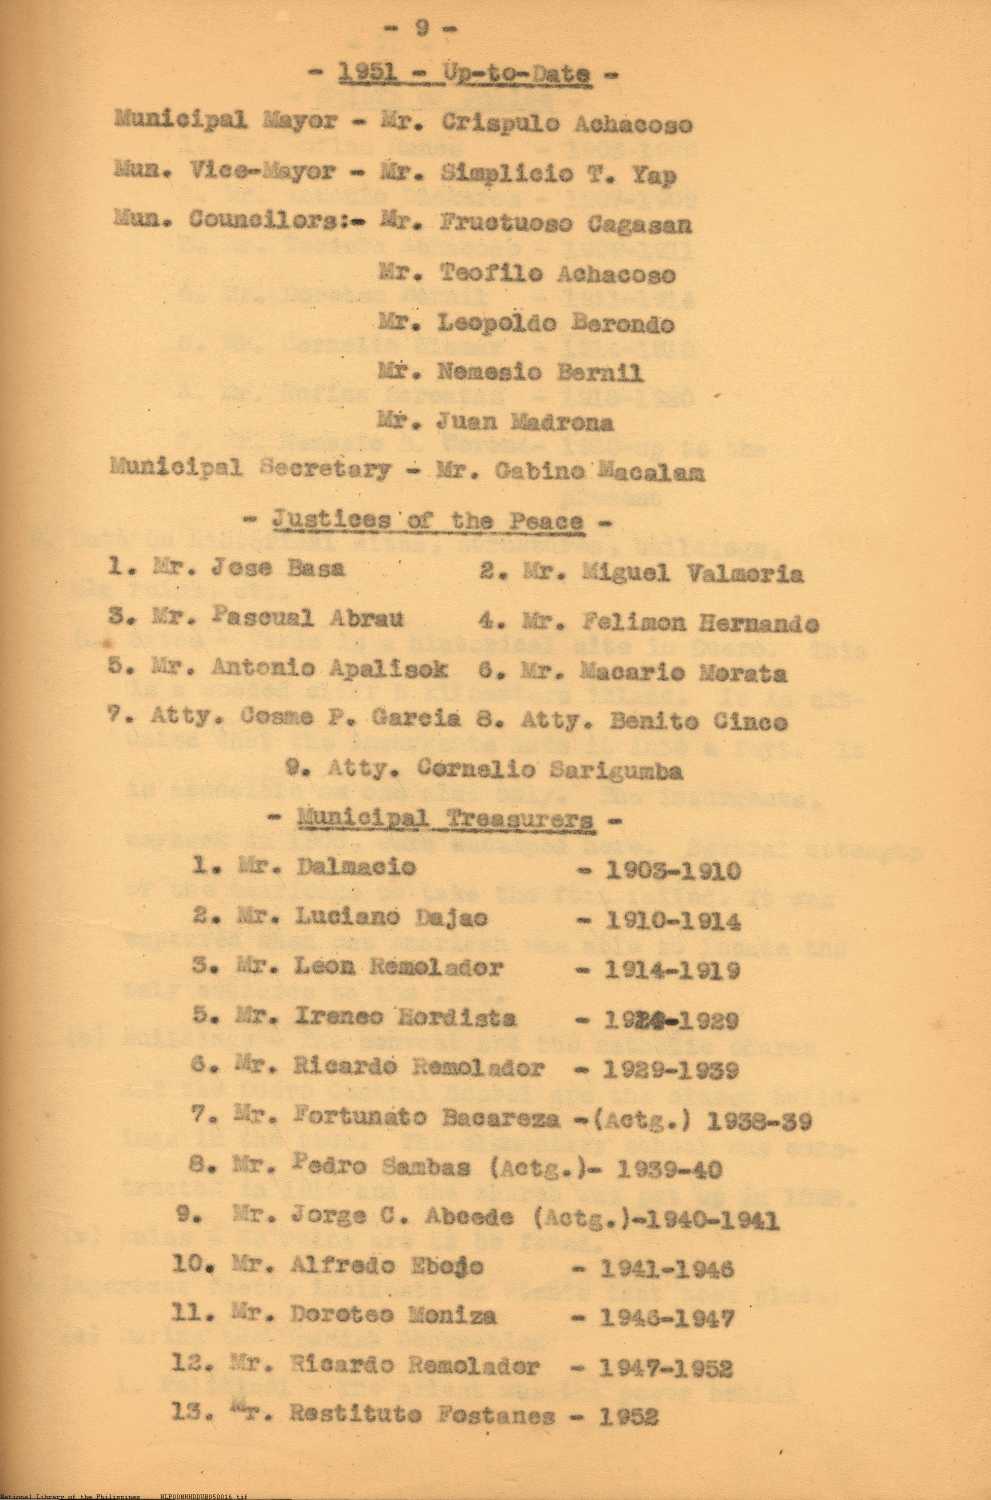 - 9 -
- 1951 - Up-to-Date -
Municipal Mayor - Mr. Crispulo Achacoso
Mun. Vice-Mayor - Mr. Simplicio T. Yap
Mun. Councilors:- Mr. Fructuoso Cagasan
Mr. Teofilo Achacoso
Mr. Leopoldo Berondo
Mr. Nemesio Bernil
Mr. Juan Madrona
Municipal Secretary - Mr. Gabino Macalam
- Justices of the Peace -
1. Mr. Jose Basa 2. Mr. Miguel Valmoria
3. Mr. Pascual Abrau 4. Mr. Felimon Hernando
5. Mr. Antonio Apalisok 6. Mr. Macario Morata
7. Atty. Cosme P. Garcia 8. Atty. Benito Cinco
9. Atty. Cornelio Sarigumba
- Municipal Treasurers -
1. Mr. Dalmacio - 1903-1910
2. Mr. Luciano Dajao - 1910-1914
3. Mr. Leon Remolador - 1914-1919
5. Mr. Ireneo Hordista - -1929
6. Mr. Ricardo Remolador - 1929-1939
7. Mr. Fortunato Bacareza -(Actg.) 1938-39
8. Mr. Pedro Sambas (Actg.)- 1939-40
9. Mr. Jorge C. Abcede (Actg.)-1940-1941
10. Mr. Alfredo Ebojo - 1941-1946
11. Mr. Doroteo Moniza - 1946-1947
12. Mr. Ricardo Remolador - 1947-1952
13. Mr. Restituto Fostanes - 1952
National Library of the Philippines